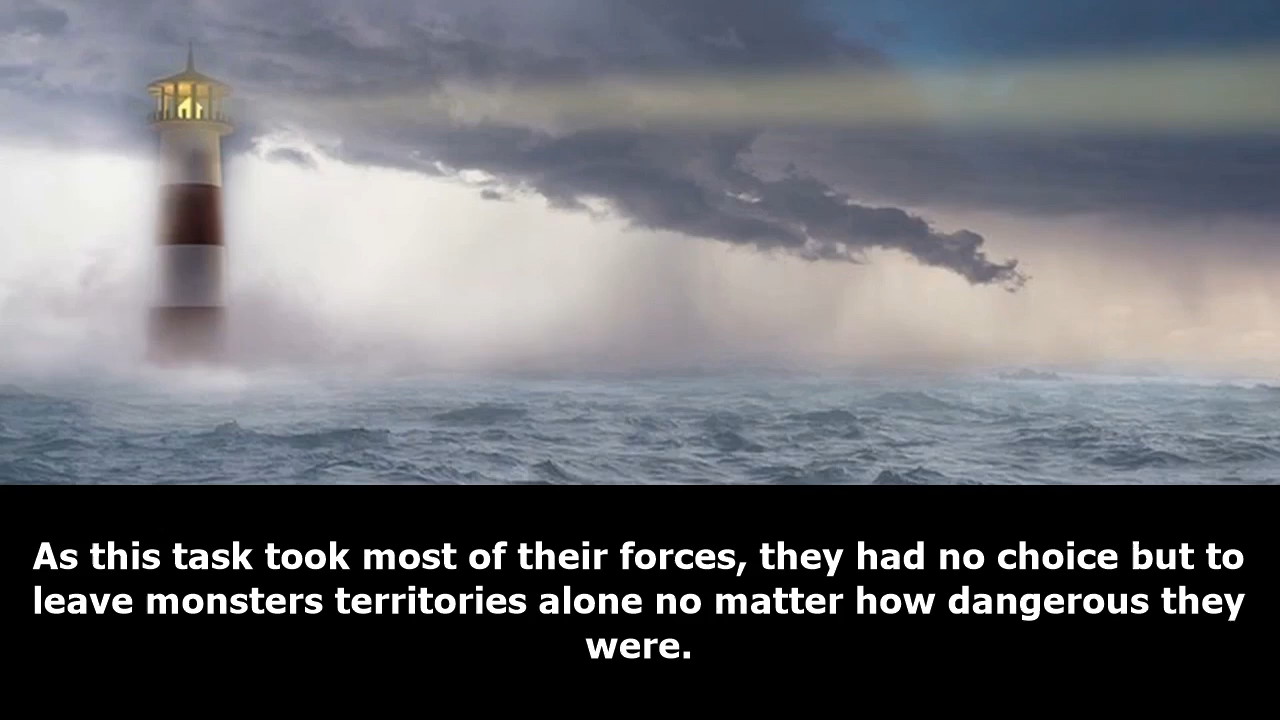 As this task took most of their forces, they had no choice but to
leave monsters territories alone no matter how dangerous they
were.